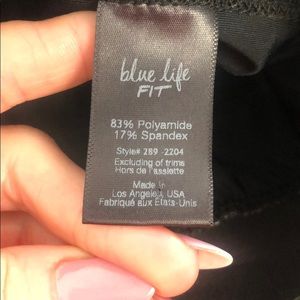 blue life
FIT
83% Polyamide
17% Spandex
Style# 289 -2204
Excluding of trims
Hors de l'assiette
Made in
Los Angeles, USA
Fabriqué aux États-Unis